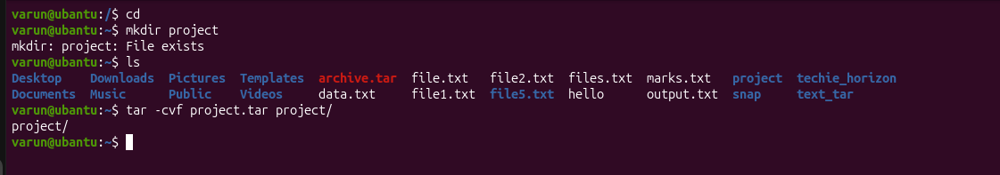 varun@ubantu:/$ cd
varun@ubantu:~$ mkdir project
mkdir: project: File exists
varun@ubantu:~$ ls
Desktop    Downloads  Pictures  Templates  archive.tar  file.txt   file2.txt  files.txt  marks.txt   project  techie_horizon
Documents  Music      Public    Videos     data.txt     file1.txt  file5.txt  hello      output.txt  snap     text_tar
varun@ubantu:~$ tar -cvf project.tar project/
project/
varun@ubantu:~$